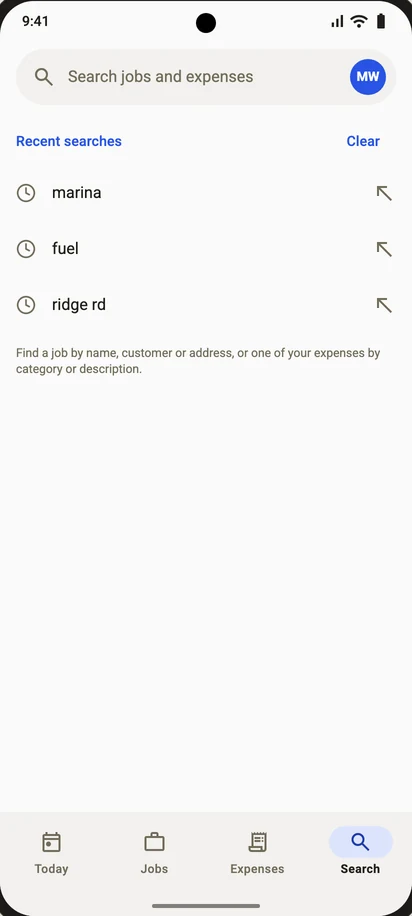 9:41
Search jobs and expenses
MW
Recent searches
Clear
marina
fuel
ridge rd
Find a job by name, customer or address, or one of your expenses by
category or description.
Today
Jobs
Expenses
Search